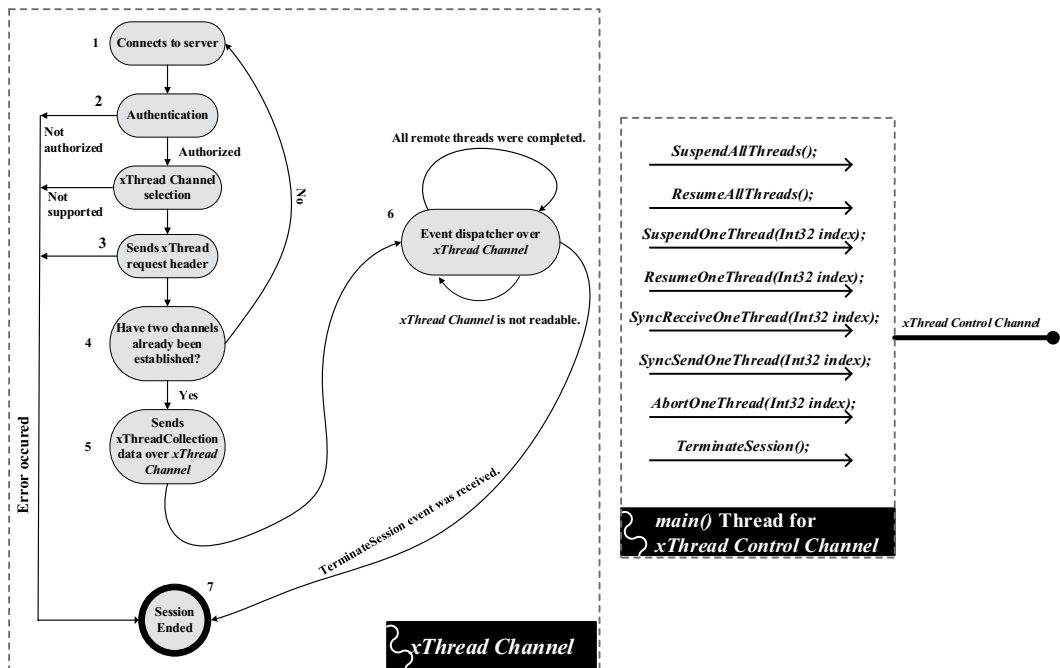 1
Connects to server
2
Authentication
Not
authorized
Authorized
xThread Channel
selection
Not
supported
3
Sends xThread
request header
4
Have two channels
already been
established?
No
Yes
5
Sends
xThreadCollection
data over xThread
Channel
Error occured
All remote threads were completed.
6
Event dispatcher over
xThread Channel
xThread Channel is not readable.
TerminateSession event was received.
7
Session
Ended
xThread Channel
SuspendAllThreads();
ResumeAllThreads();
SuspendOneThread(Int32 index);
ResumeOneThread(Int32 index);
SyncReceiveOneThread(Int32 index);
SyncSendOneThread(Int32 index);
AbortOneThread(Int32 index);
TerminateSession();
main() Thread for
xThread Control Channel
xThread Control Channel